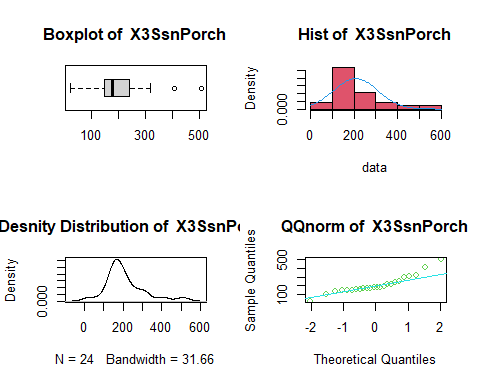 Boxplot of X3SsnPorch
100 300 500
Hist of X3SsnPorch
Density
0.000
0 200 400 600
data
Desnity Distribution of X3SsnPo
Density
0.000
0 200 400 600
N = 24 Bandwidth = 31.66
QQnorm of X3SsnPorch
Sample Quantiles
100 500
-2 -1 0 1 2
Theoretical Quantiles